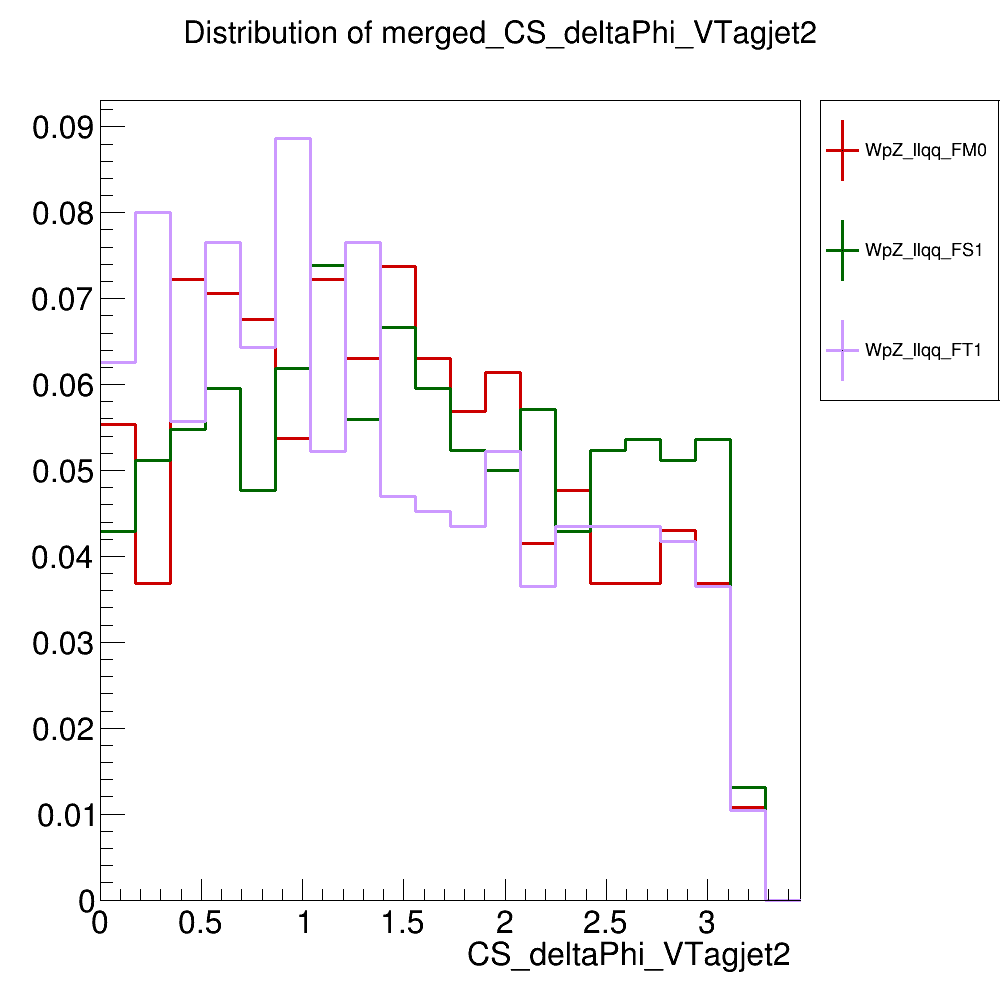 Distribution of merged_CS_deltaPhi_VTagjet2
0.09
0.08
0.07
0.06
0.05
0.04
0.03
0.02
0.01
0
0 0.5 1 1.5 2 2.5 3
CS_deltaPhi_VTagjet2
WpZ_llqq_FM0
WpZ_llqq_FS1
WpZ_llqq_FT1